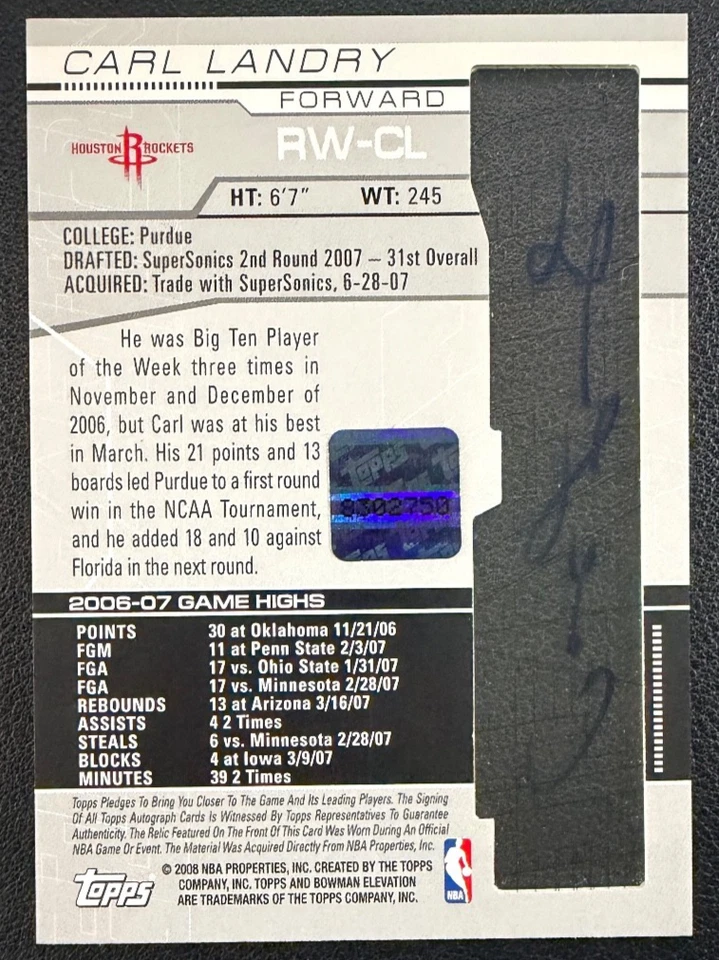 CARL LANDRY
FORWARD
HOUSTON ROCKETS
RW-CL
HT: 6'7" WT: 245
COLLEGE: Purdue
DRAFTED: SuperSonics 2nd Round 2007 – 31st Overall
ACQUIRED: Trade with SuperSonics, 6-28-07
He was Big Ten Player
of the Week three times in
November and December of
2006, but Carl was at his best
in March. His 21 points and 13
boards led Purdue to a first round
win in the NCAA Tournament,
and he added 18 and 10 against
Florida in the next round.
TOPPS
8302750
2006-07 GAME HIGHS
POINTS 30 at Oklahoma 11/21/06
FGM 11 at Penn State 2/3/07
FGA 17 vs. Ohio State 1/31/07
FGA 17 vs. Minnesota 2/28/07
REBOUNDS 13 at Arizona 3/16/07
ASSISTS 4 2 Times
STEALS 6 vs. Minnesota 2/28/07
BLOCKS 4 at Iowa 3/9/07
MINUTES 39 2 Times
Topps Pledges To Bring You Closer To The Game And Its Leading Players. The Signing
Of All Topps Autograph Cards Is Witnessed By Topps Representatives To Guarantee
Authenticity. The Relic Featured On The Front Of This Card Was Worn During An Official
NBA Game Or Event. The Material Was Acquired Directly From NBA Properties, Inc.
Topps
© 2008 NBA PROPERTIES, INC. CREATED BY THE TOPPS
COMPANY, INC. TOPPS AND BOWMAN ELEVATION
ARE TRADEMARKS OF THE TOPPS COMPANY, INC.
NBA